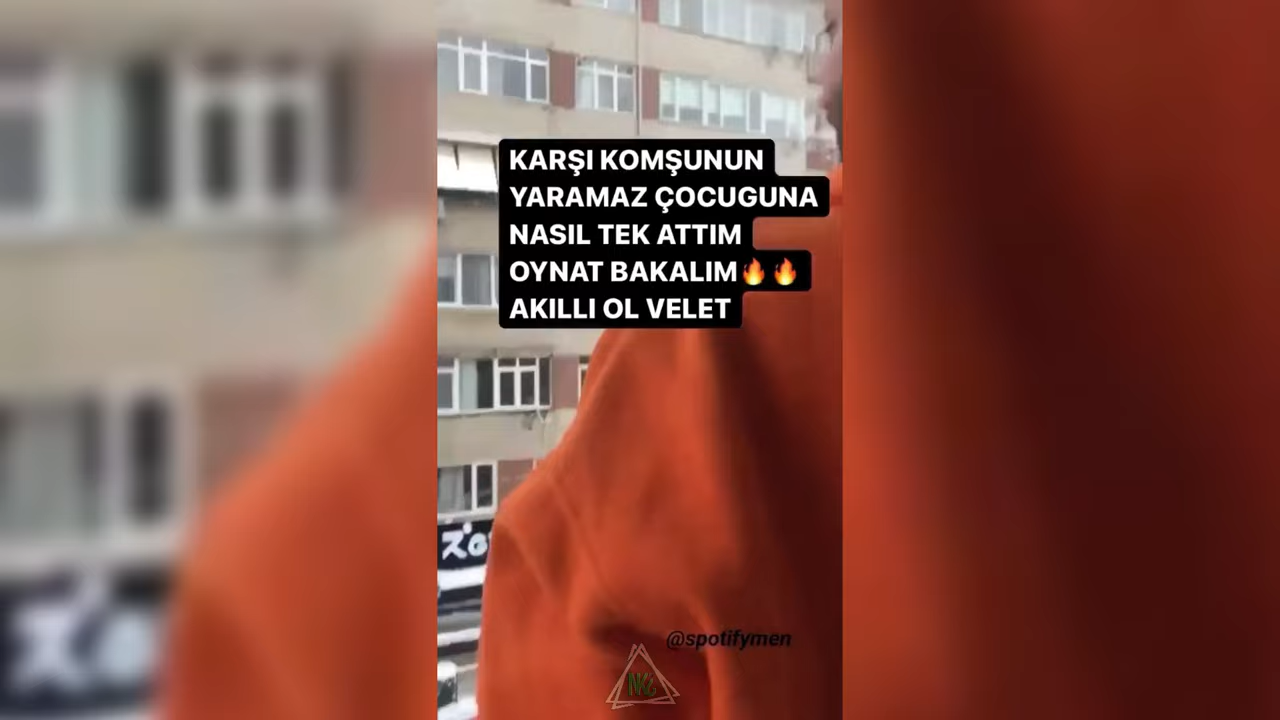 KARŞI KOMŞUNUN
YARAMAZ ÇOCUGUNA
NASIL TEK ATTIM
OYNAT BAKALIM🔥🔥
AKILLI OL VELET
@spotifymen